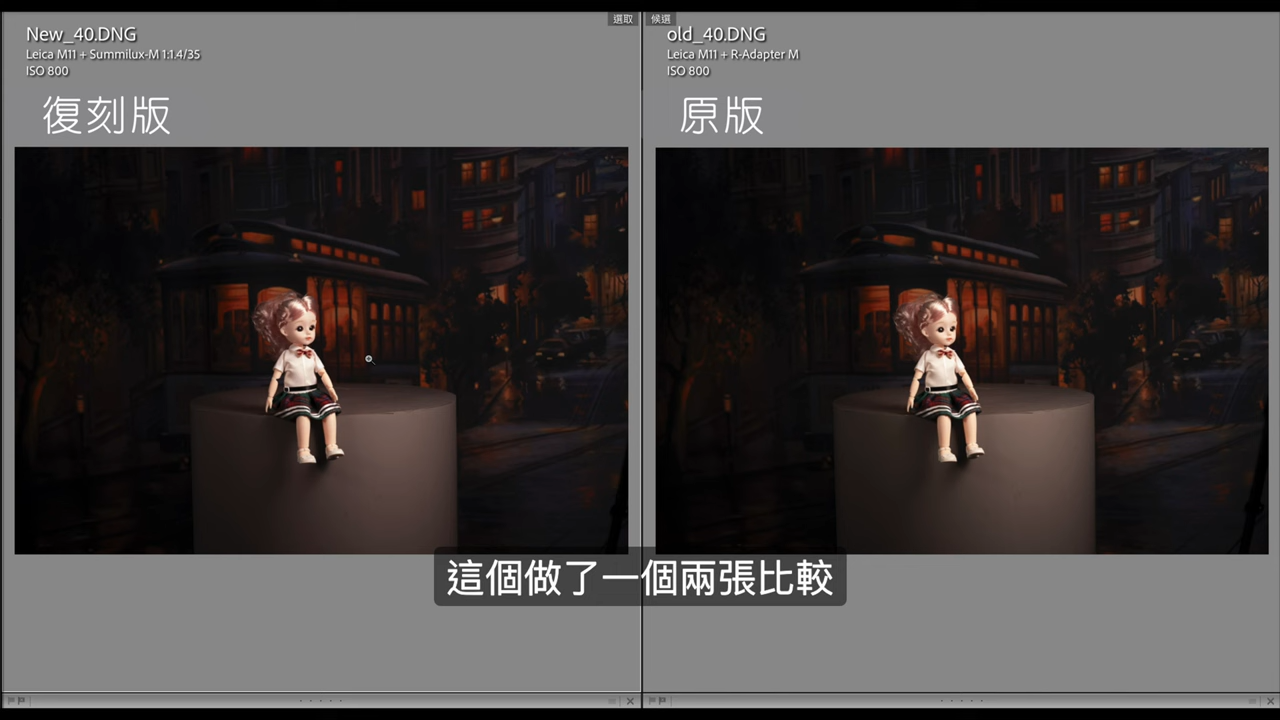 選取
候選
New_40.DNG
Leica M11 + Summilux-M 1:1.4/35
ISO 800
復刻版
old_40.DNG
Leica M11 + R-Adapter M
ISO 800
原版
這個做了一個兩張比較